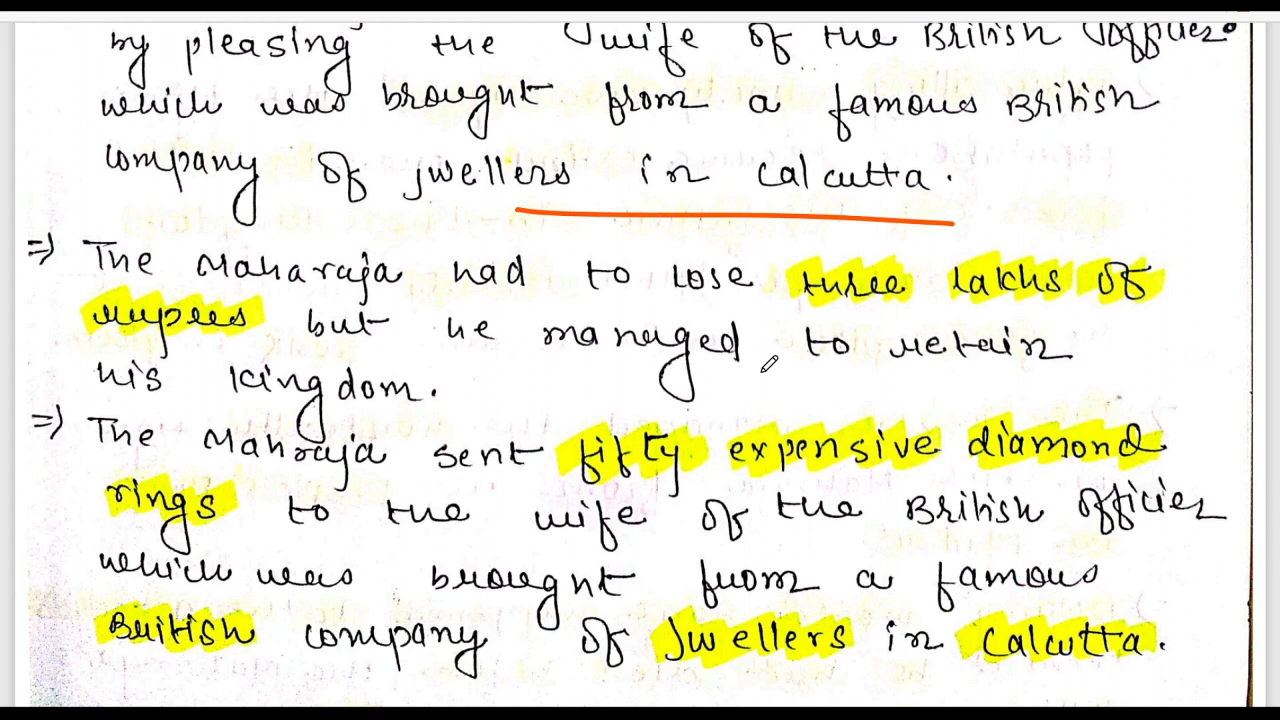 by pleasing the wife of the British officer.
which was brought from a famous British
company of jwellers in calcutta.
=> The Maharaja had to lose three lakhs of
rupees but he managed to retain
his kingdom.
=> The Mahraja sent fifty expensive diamond
rings to the wife of the British officier
which was brought from a famous
British company of Jwellers in Calcutta.